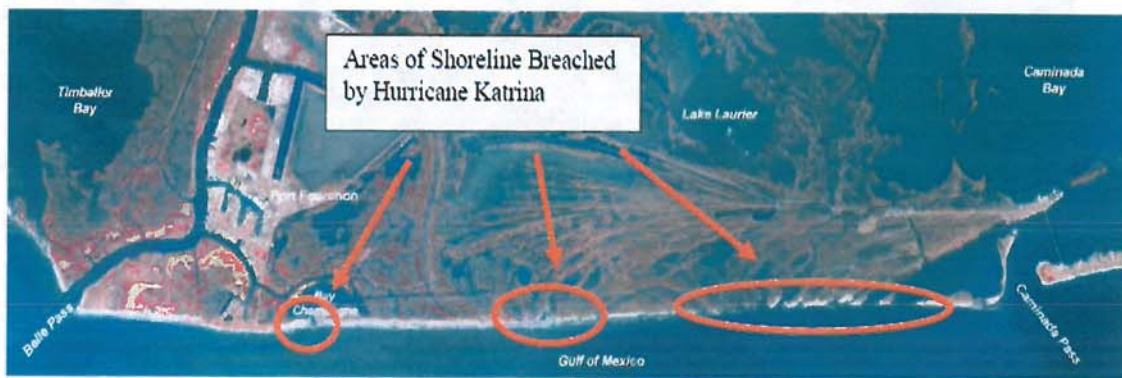 Areas of Shoreline Breached
by Hurricane Katrina
Timbalier
Bay
Lake Laurier
Caminada
Bay
Port Fourchon
Bay
Champagne
Belle Pass
Gulf of Mexico
Caminada Pass